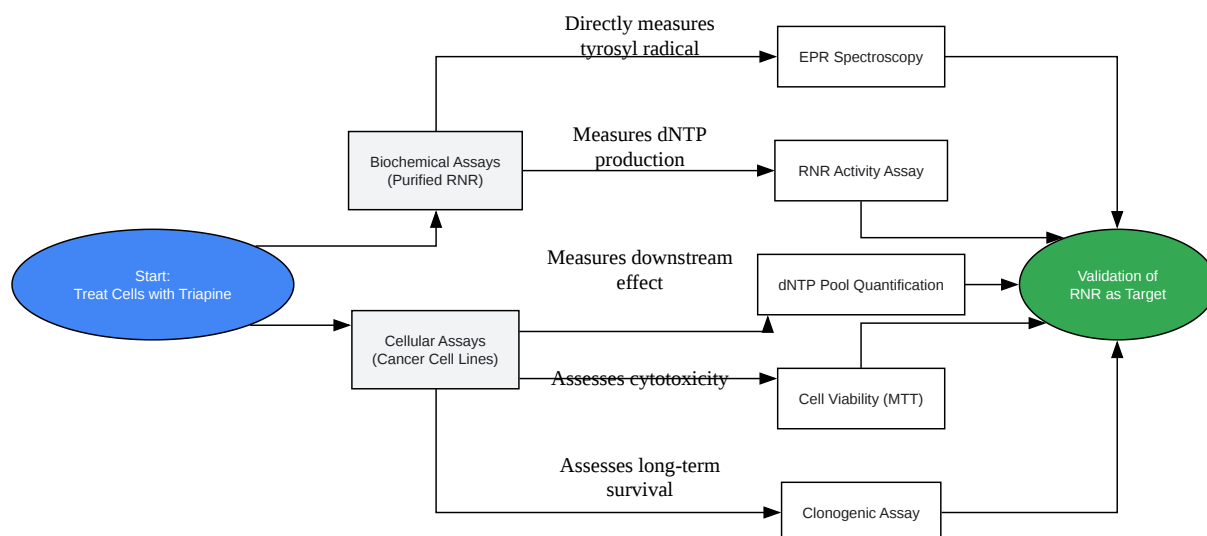 Directly measures
tyrosyl radical
EPR Spectroscopy
Biochemical Assays
(Purified RNR)
Measures dNTP
production
RNR Activity Assay
Start:
Treat Cells with Triapine
Measures downstream
effect
dNTP Pool Quantification
Validation of
RNR as Target
Cellular Assays
(Cancer Cell Lines)
Assesses cytotoxicity
Cell Viability (MTT)
Assesses long-term
survival
Clonogenic Assay